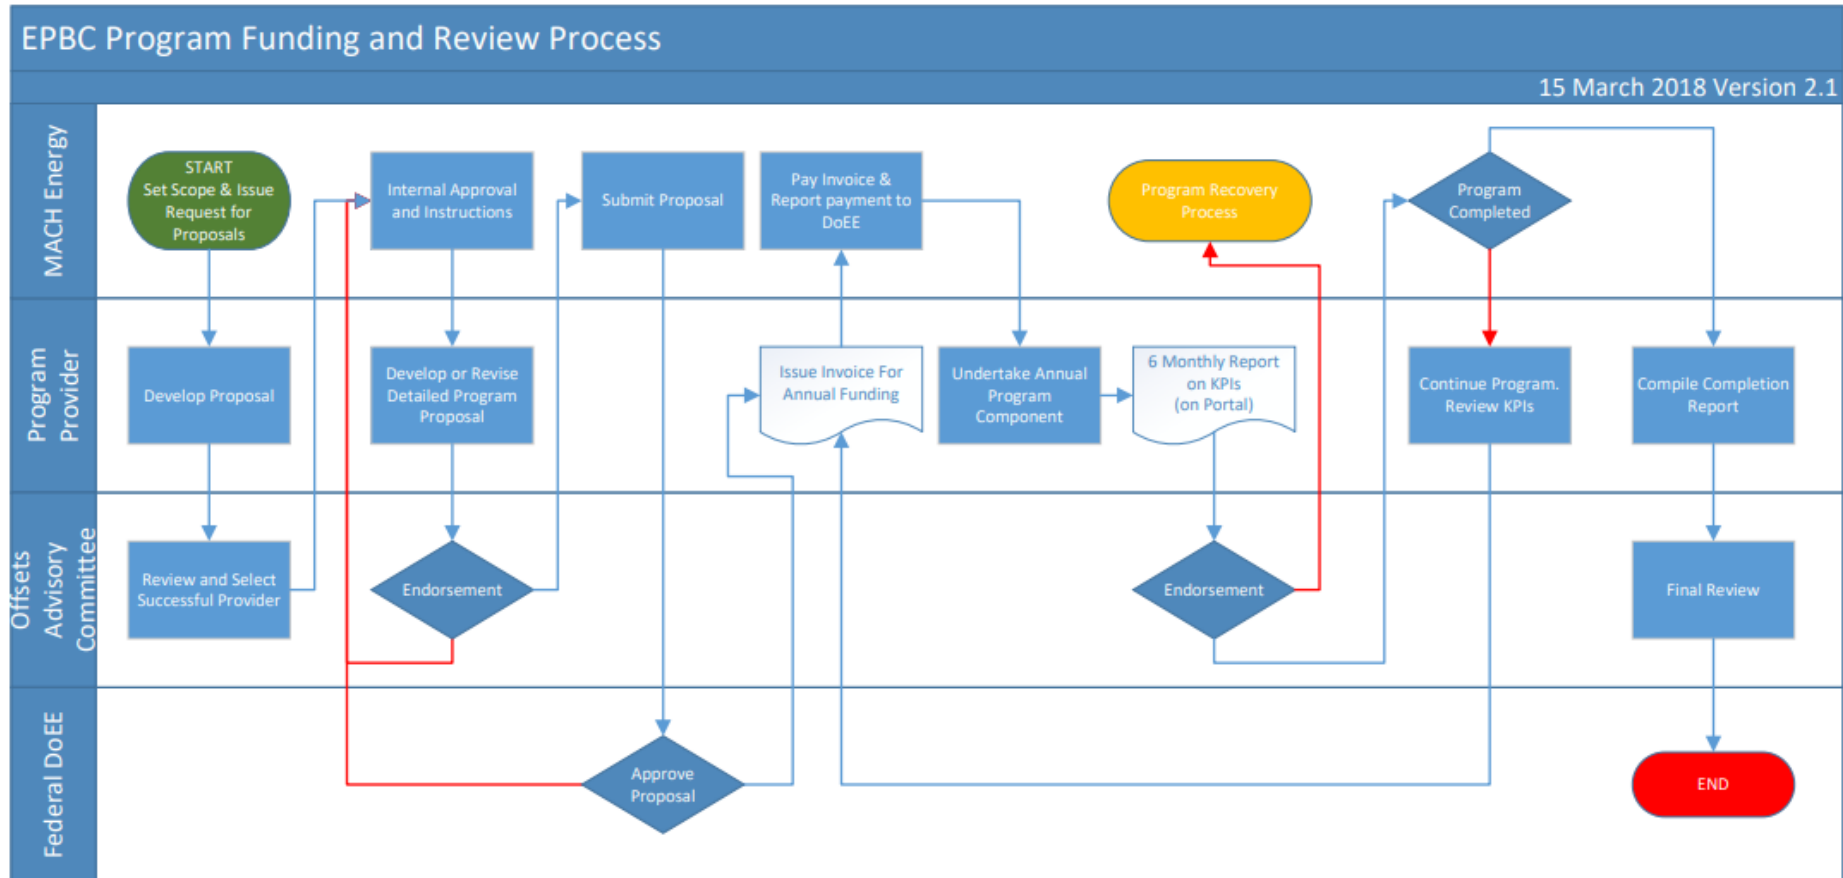 EPBC Program Funding and Review Process
15 March 2018 Version 2.1
MACH Energy
START
Set Scope & Issue
Request for
Proposals
Internal Approval
and Instructions
Submit Proposal
Pay Invoice &
Report payment to
DoEE
Program Recovery
Process
Program
Completed
Program
Provider
Develop Proposal
Develop or Revise
Detailed Program
Proposal
Issue Invoice For
Annual Funding
Undertake Annual
Program
Component
6 Monthly Report
on KPIs
(on Portal)
Continue Program.
Review KPIs
Compile Completion
Report
Offsets
Advisory
Committee
Review and Select
Successful Provider
Endorsement
Endorsement
Final Review
Federal DoEE
Approve
Proposal
END